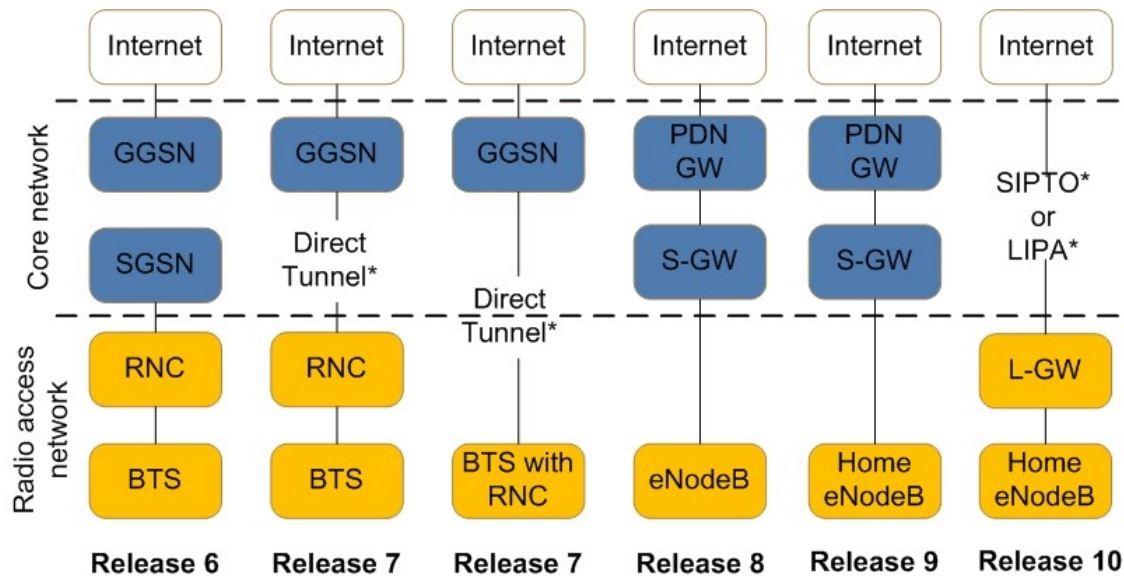 Internet
Internet
Internet
Internet
Internet
Internet
Core network
GGSN
GGSN
GGSN
PDN
GW
PDN
GW
SIPTO*
or
LIPA*
SGSN
Direct
Tunnel*
Direct
Tunnel*
S-GW
S-GW
Radio access
network
RNC
RNC
L-GW
BTS
BTS
BTS with
RNC
eNodeB
Home
eNodeB
Home
eNodeB
Release 6
Release 7
Release 7
Release 8
Release 9
Release 10